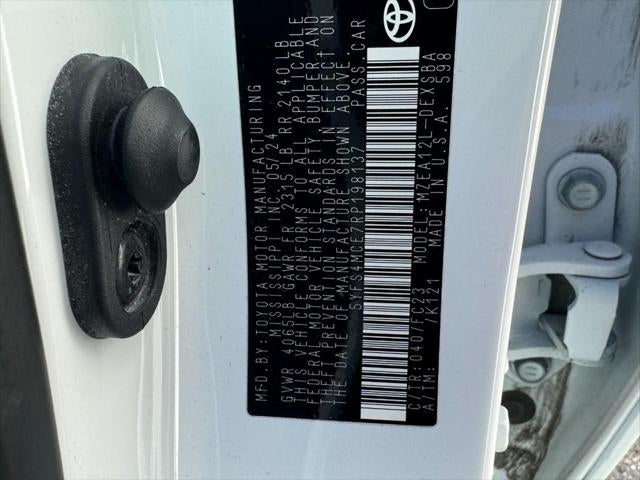 MFD.BY:TOYOTA MOTOR MANUFACTURING
MISSISSIPPI INC. 05/24
GVWR 4065LB GAWR FR 2315 LB RR 2140LB
THIS VEHICLE CONFORMS TO ALL APPLICABLE
FEDERAL MOTOR VEHICLE SAFETY BUMPER,AND
THEFT PREVENTION STANDARDS IN EFFECT ON
THE DATE OF MANUFACTURE SHOWN ABOVE.
5YFS4MCE7RP198137 PASS.CAR
C/TR: 040/FC23 MODEL: MZEA12L-DEXSBA
A/TM: /K121 MADE IN U.S.A. 598